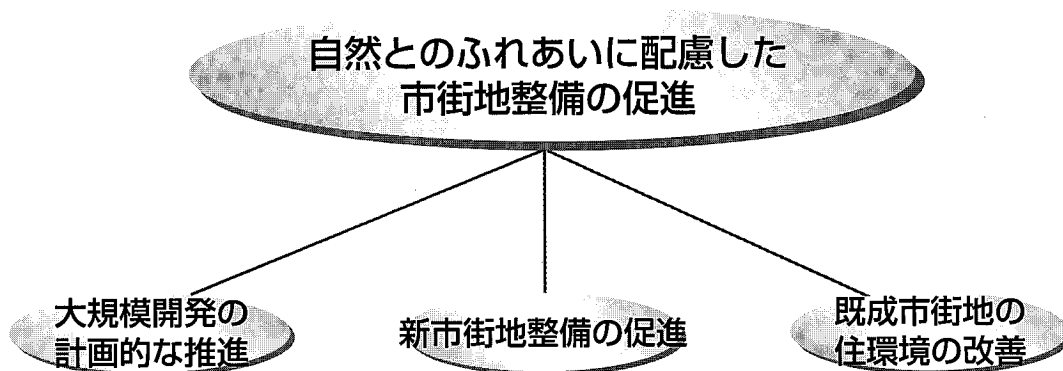 自然とのふれあいに配慮した
市街地整備の促進
大規模開発の
計画的な推進
新市街地整備の促進
既成市街地の
住環境の改善